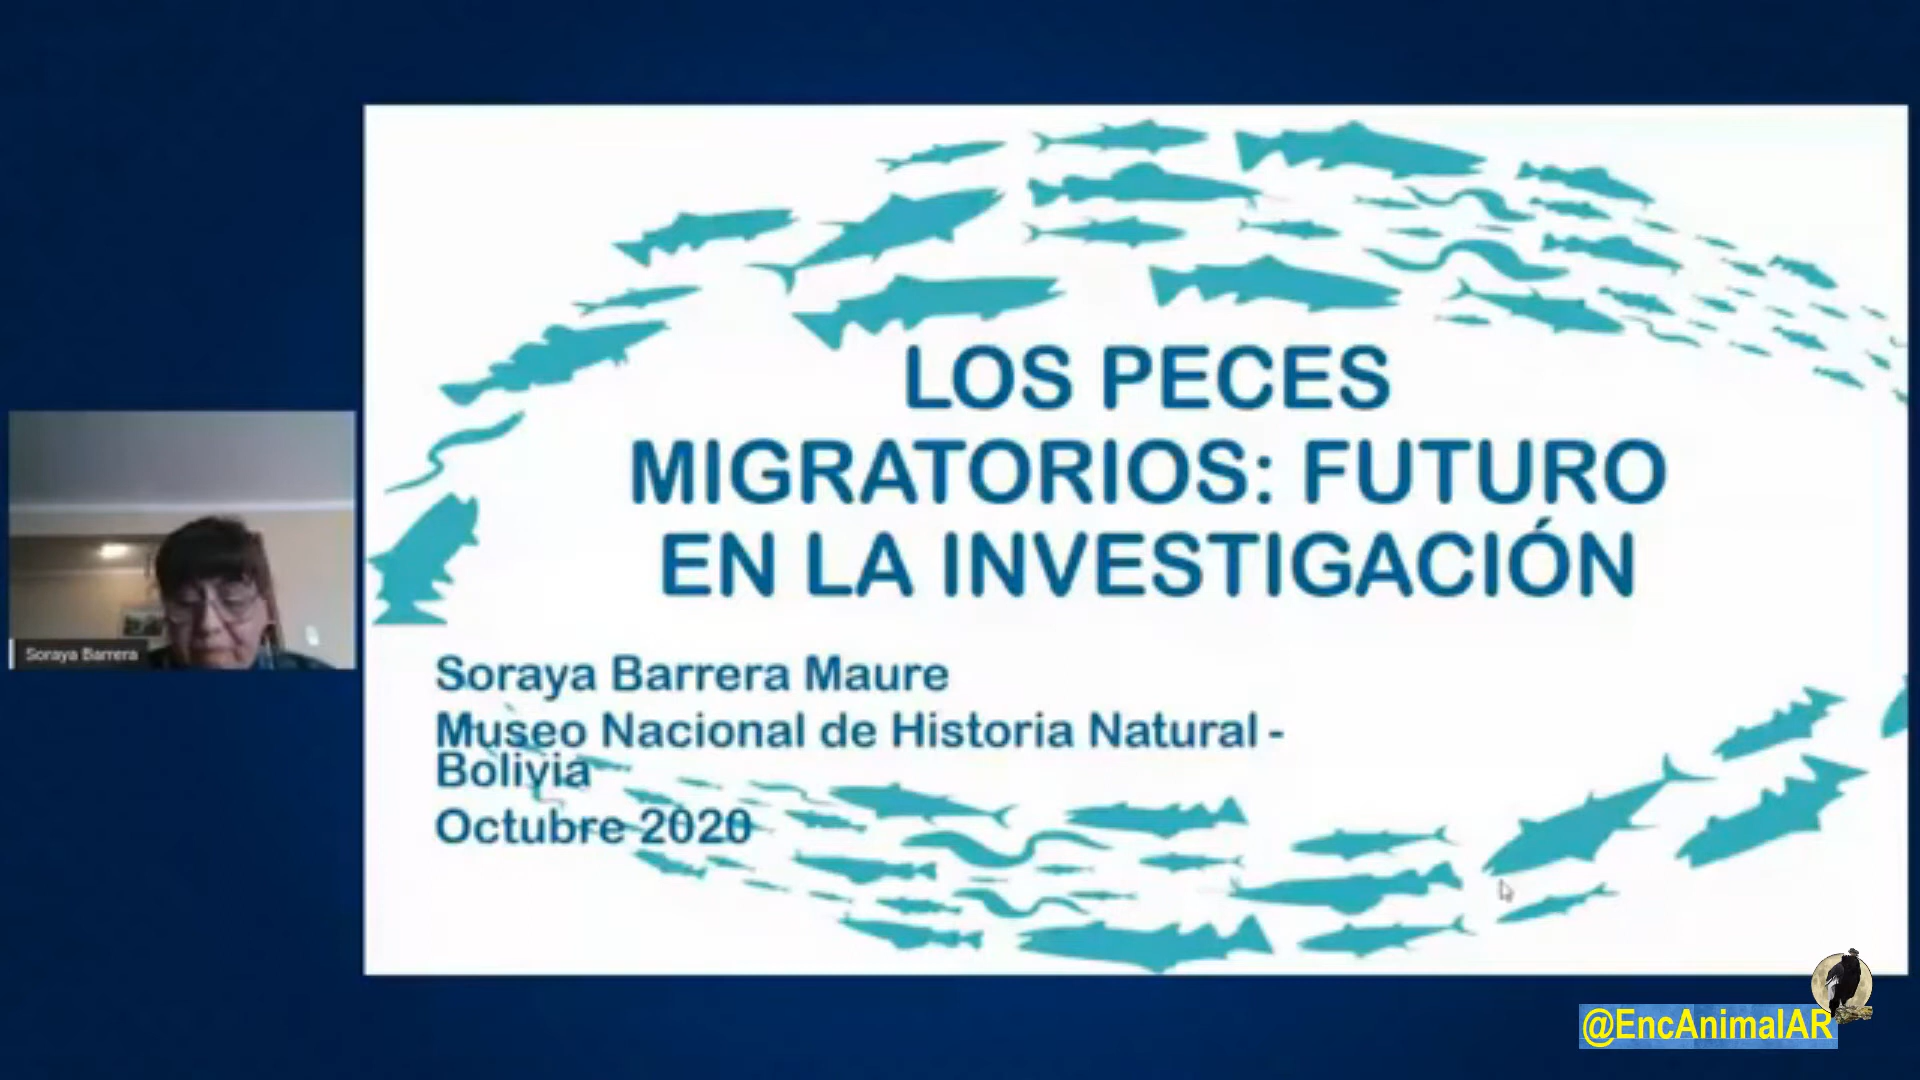 LOS PECES
MIGRATORIOS: FUTURO
EN LA INVESTIGACIÓN
Soraya Barrera
Soraya Barrera Maure
Museo Nacional de Historia Natural -
Bolivia
Octubre 2020
@EncAnimalAR